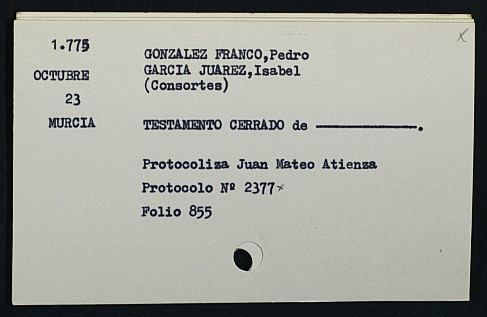 1.775
OCTUBRE
23
MURCIA
GONZALEZ FRANCO,Pedro
GARCIA JUAREZ,Isabel
(Consortes)
TESTAMENTO CERRADO de ————————.
Protocoliza Juan Mateo Atienza
Protocolo Nº 2377x
Folio 855
x